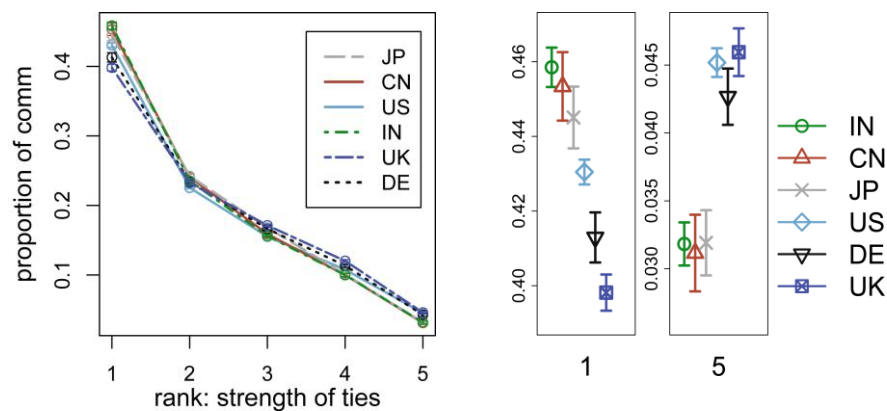 proportion of comm
0.4
0.3
0.2
0.1
JP
CN
US
IN
UK
DE
1 2 3 4 5
rank: strength of ties
0.46
0.44
0.42
0.40
1
0.045
0.040
0.035
0.030
5
IN
CN
JP
US
DE
UK